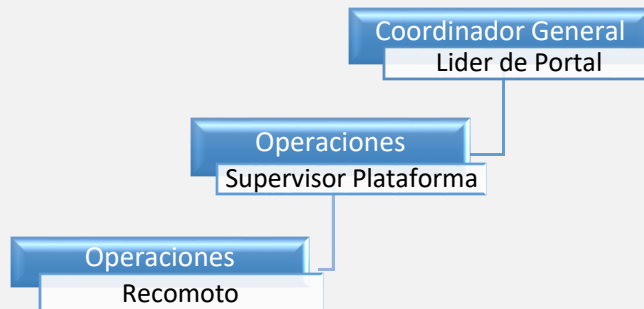 Coordinador General
Lider de Portal
Operaciones
Supervisor Plataforma
Operaciones
Recomoto